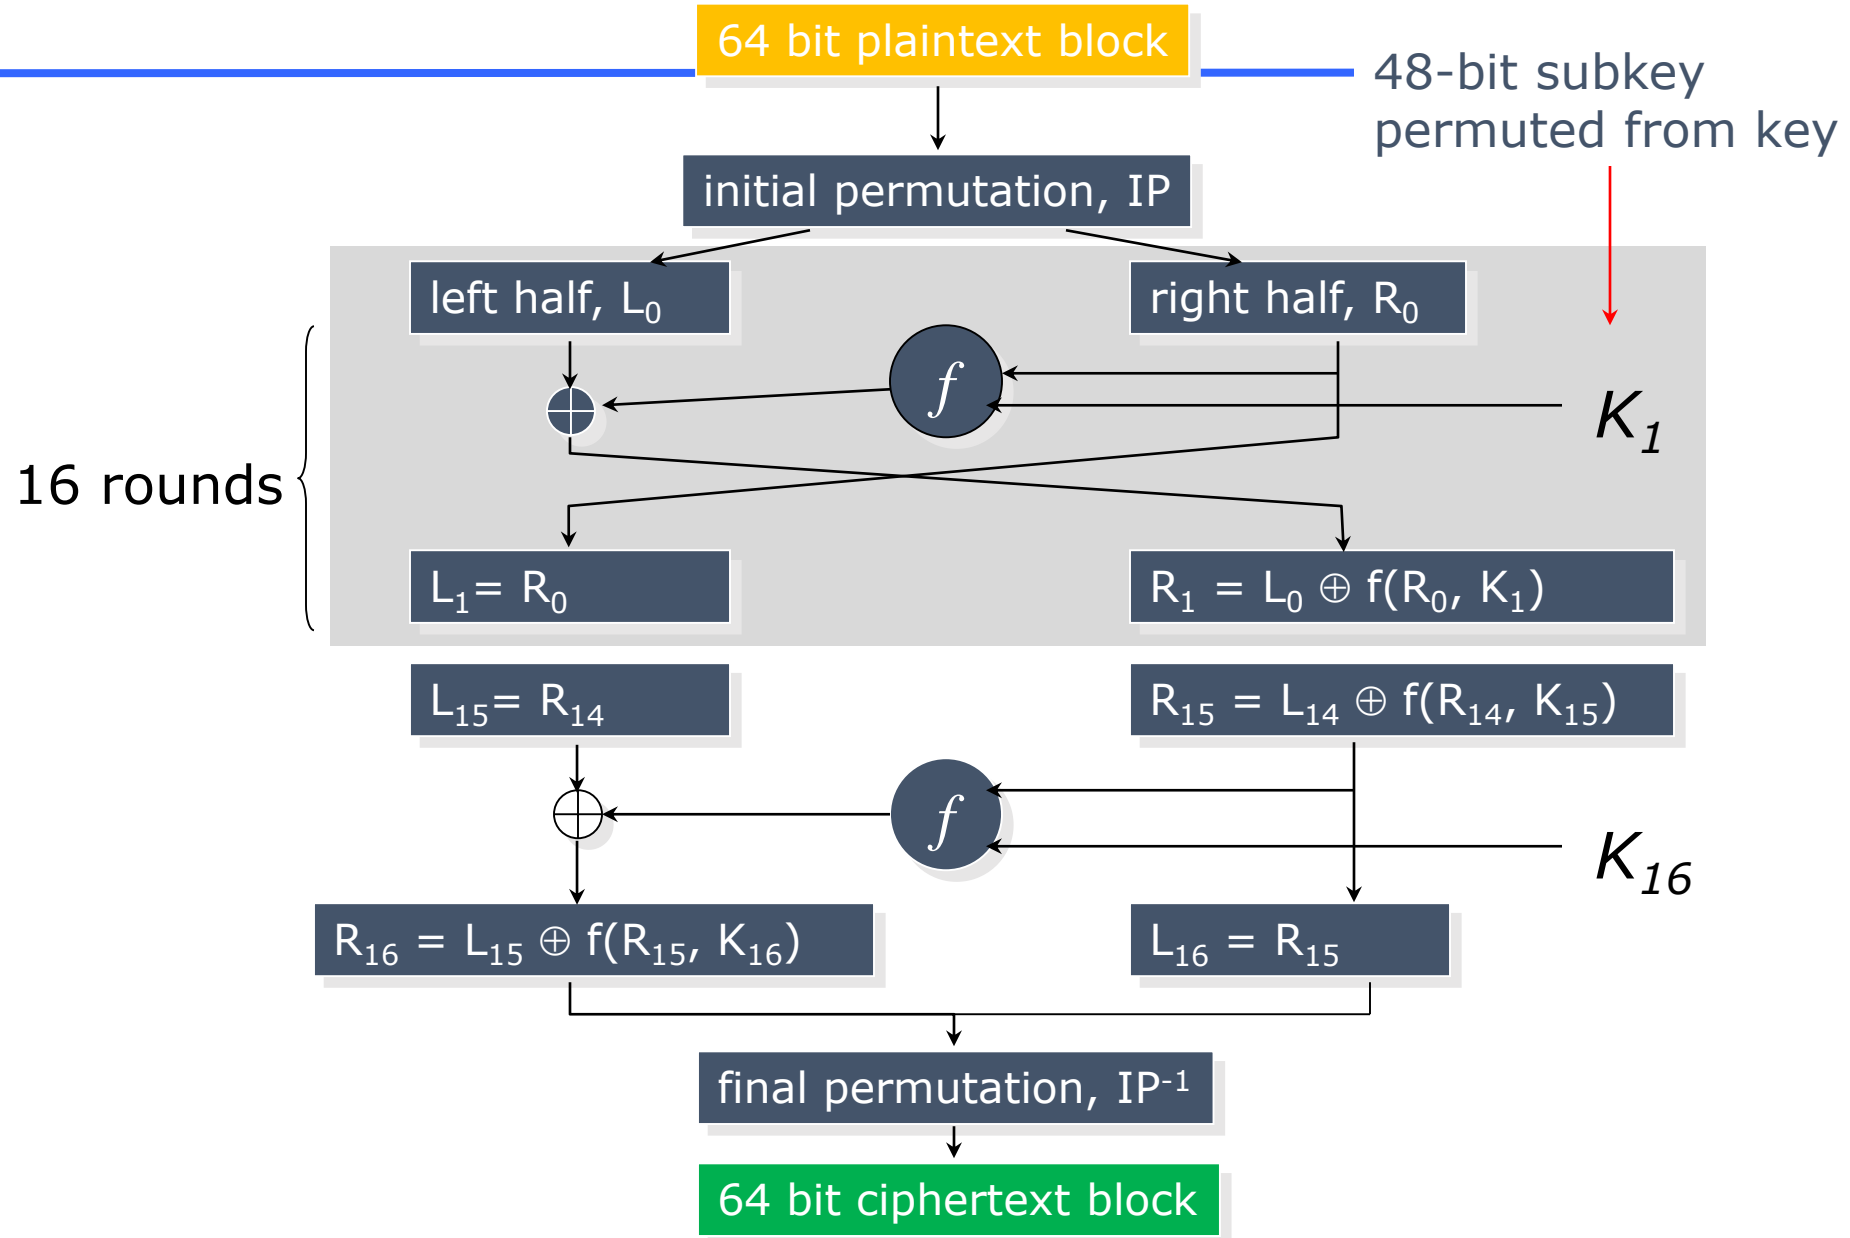 64 bit plaintext block
48-bit subkey
permuted from key
initial permutation, IP
left half, L₀
right half, R₀
f
K₁
16 rounds
L₁= R₀
R₁ = L₀ ⊕ f(R₀, K₁)
L₁₅= R₁₄
R₁₅ = L₁₄ ⊕ f(R₁₄, K₁₅)
f
K₁₆
R₁₆ = L₁₅ ⊕ f(R₁₅, K₁₆)
L₁₆ = R₁₅
final permutation, IP⁻¹
64 bit ciphertext block